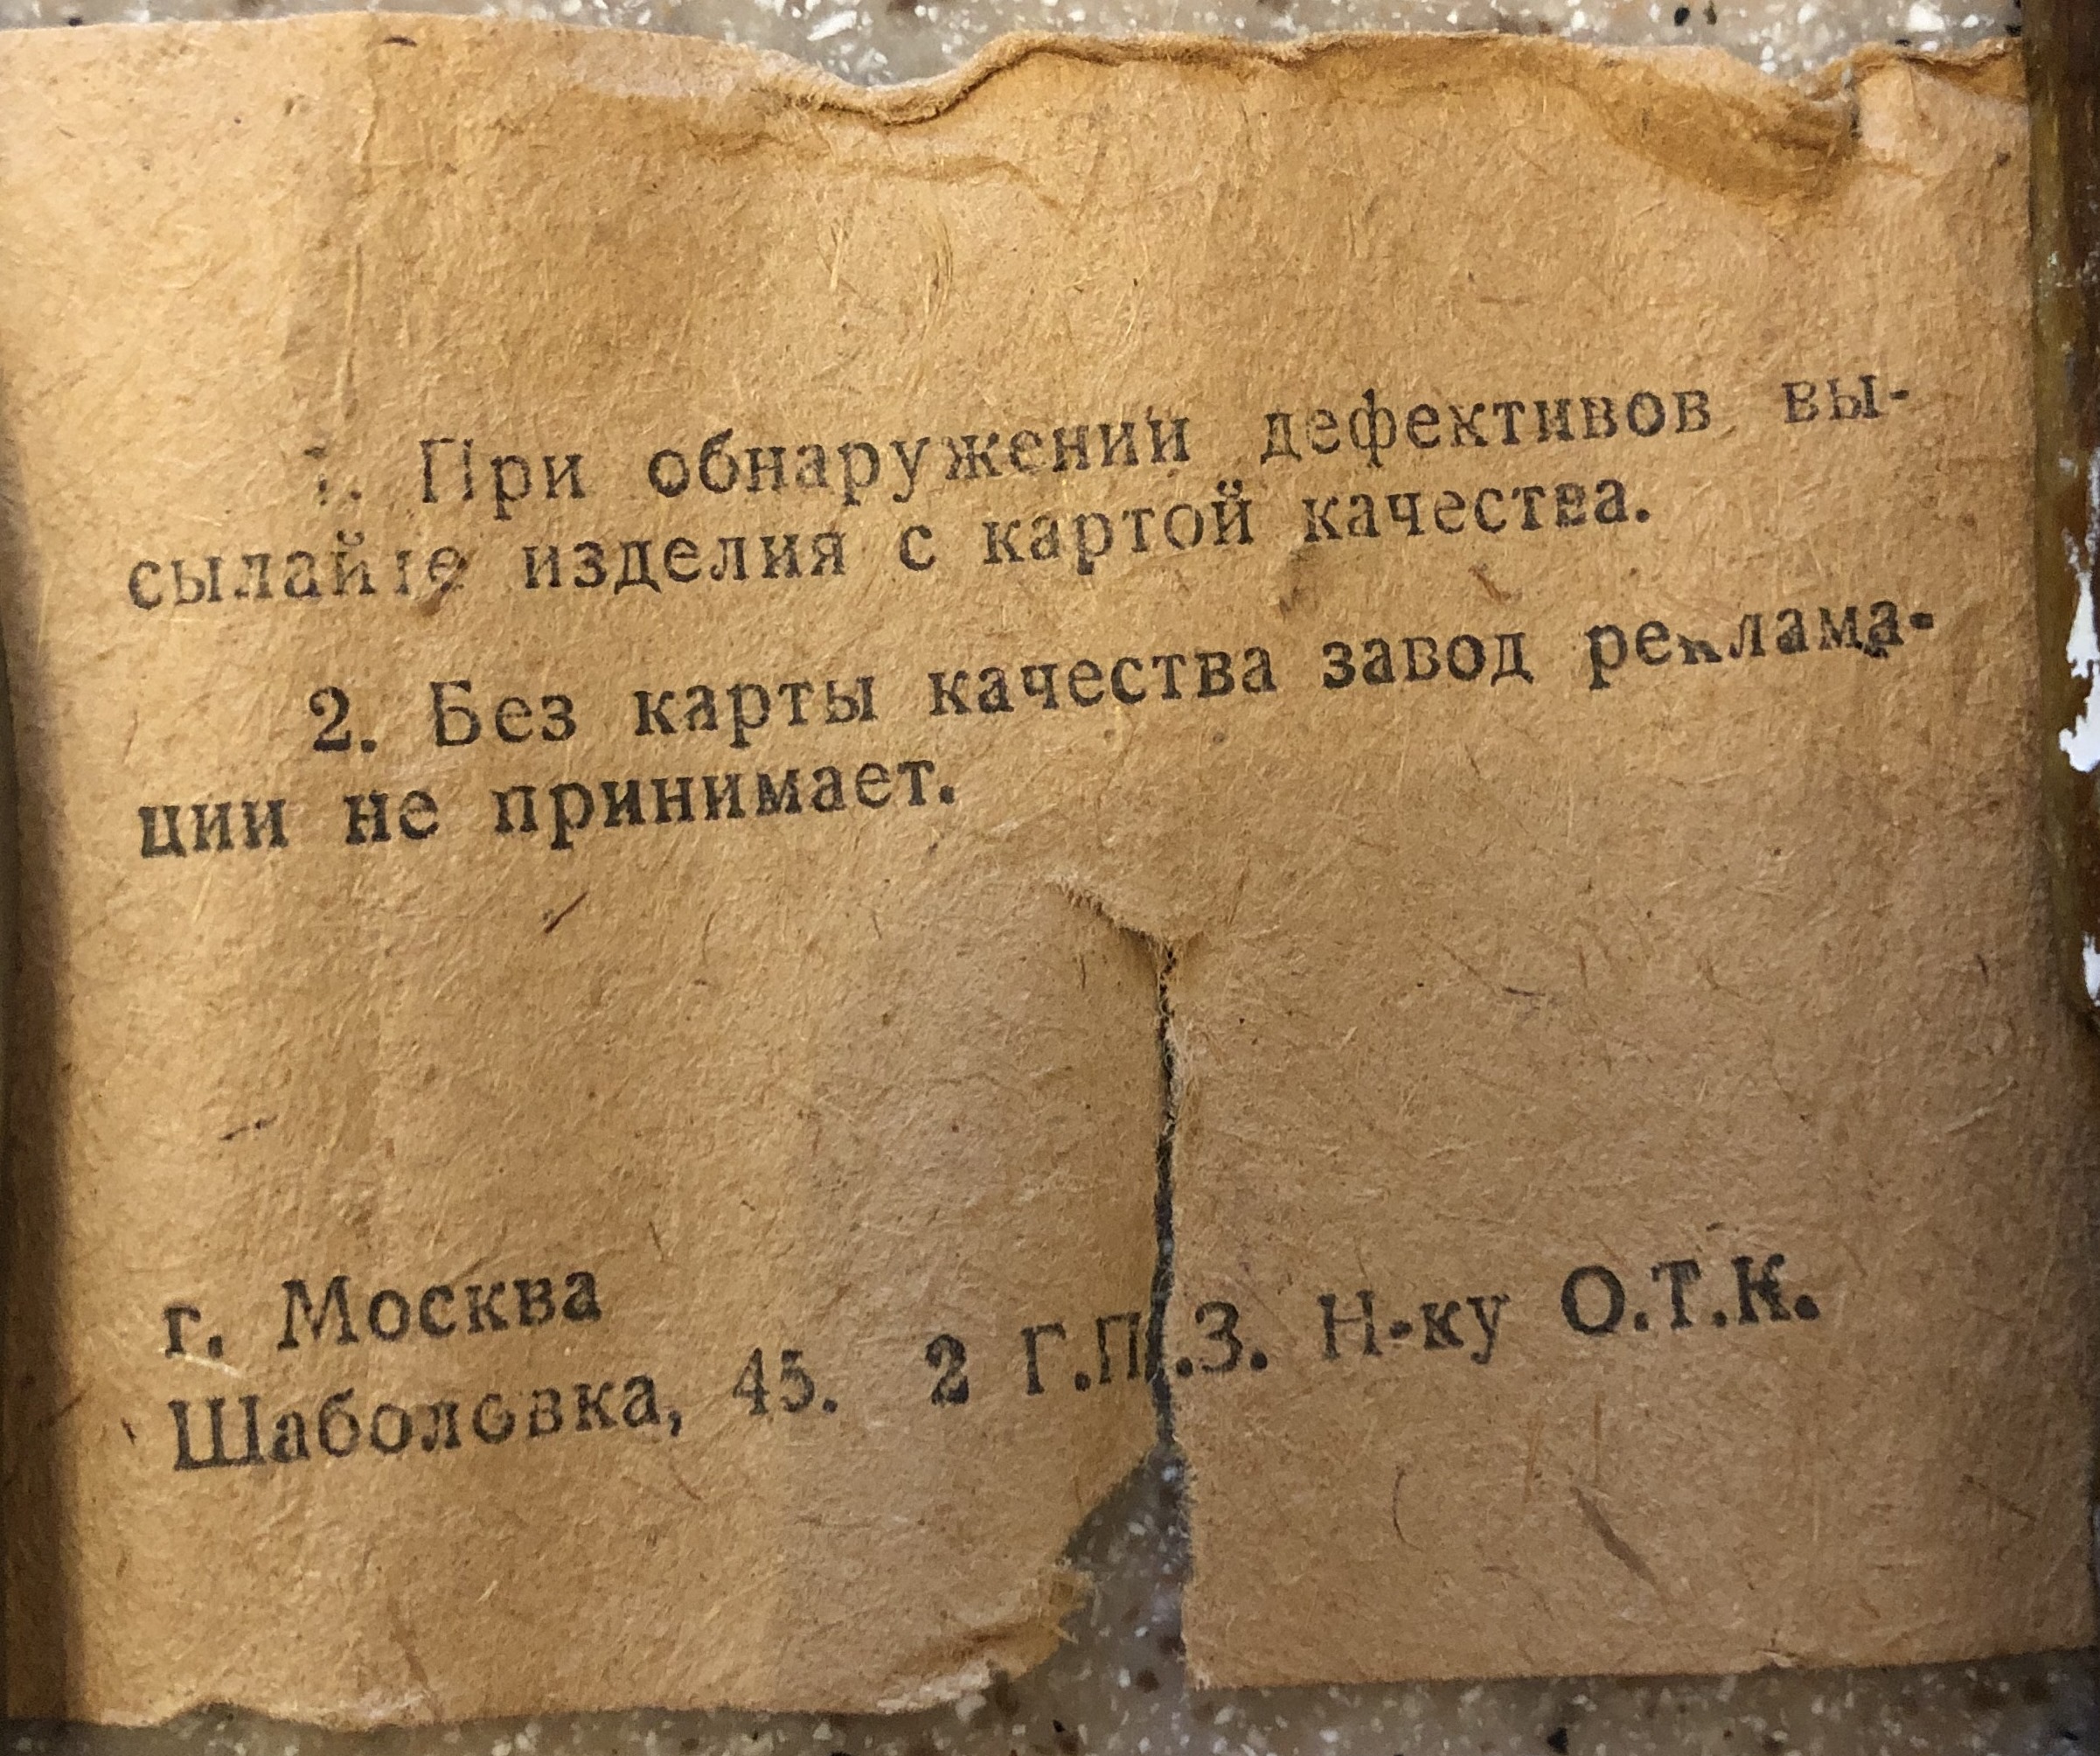 1. При обнаружении дефективов вы-
сылайте изделия с картой качества.
2. Без карты качества завод реклама-
ции не принимает.
г. Москва
Шаболовка, 45. 2 Г.П.З. Н-ку О.Т.К.